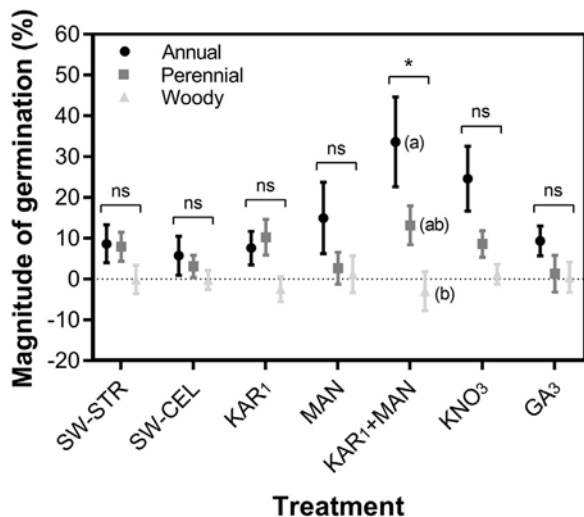 Magnitude of germination (%)
60
50
40
30
20
10
0
-10
-20
Annual
Perennial
Woody
ns
ns
ns
ns
*
ns
ns
(a)
(ab)
(b)
SW-STR
SW-CEL
KAR₁
MAN
KAR₁+MAN
KNO₃
GA₃
Treatment